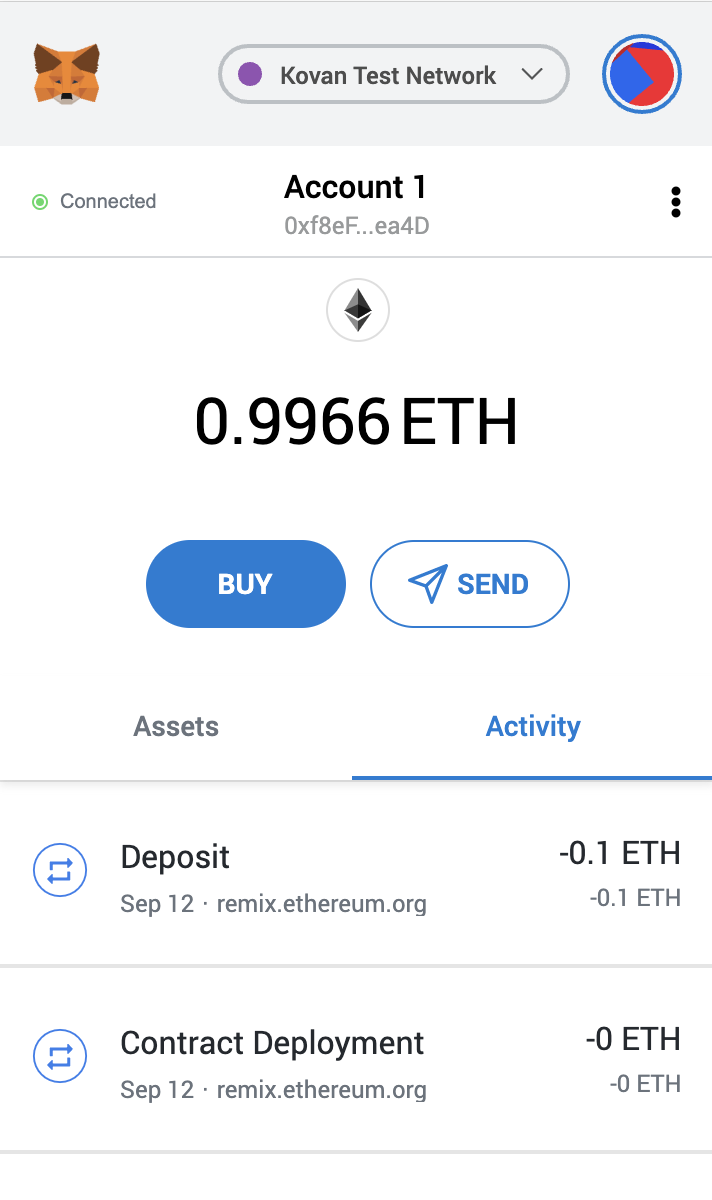 Kovan Test Network
Connected
Account 1
0xf8eF...ea4D
0.9966 ETH
BUY
SEND
Assets
Activity
Deposit
-0.1 ETH
Sep 12 · remix.ethereum.org
-0.1 ETH
Contract Deployment
-0 ETH
Sep 12 · remix.ethereum.org
-0 ETH